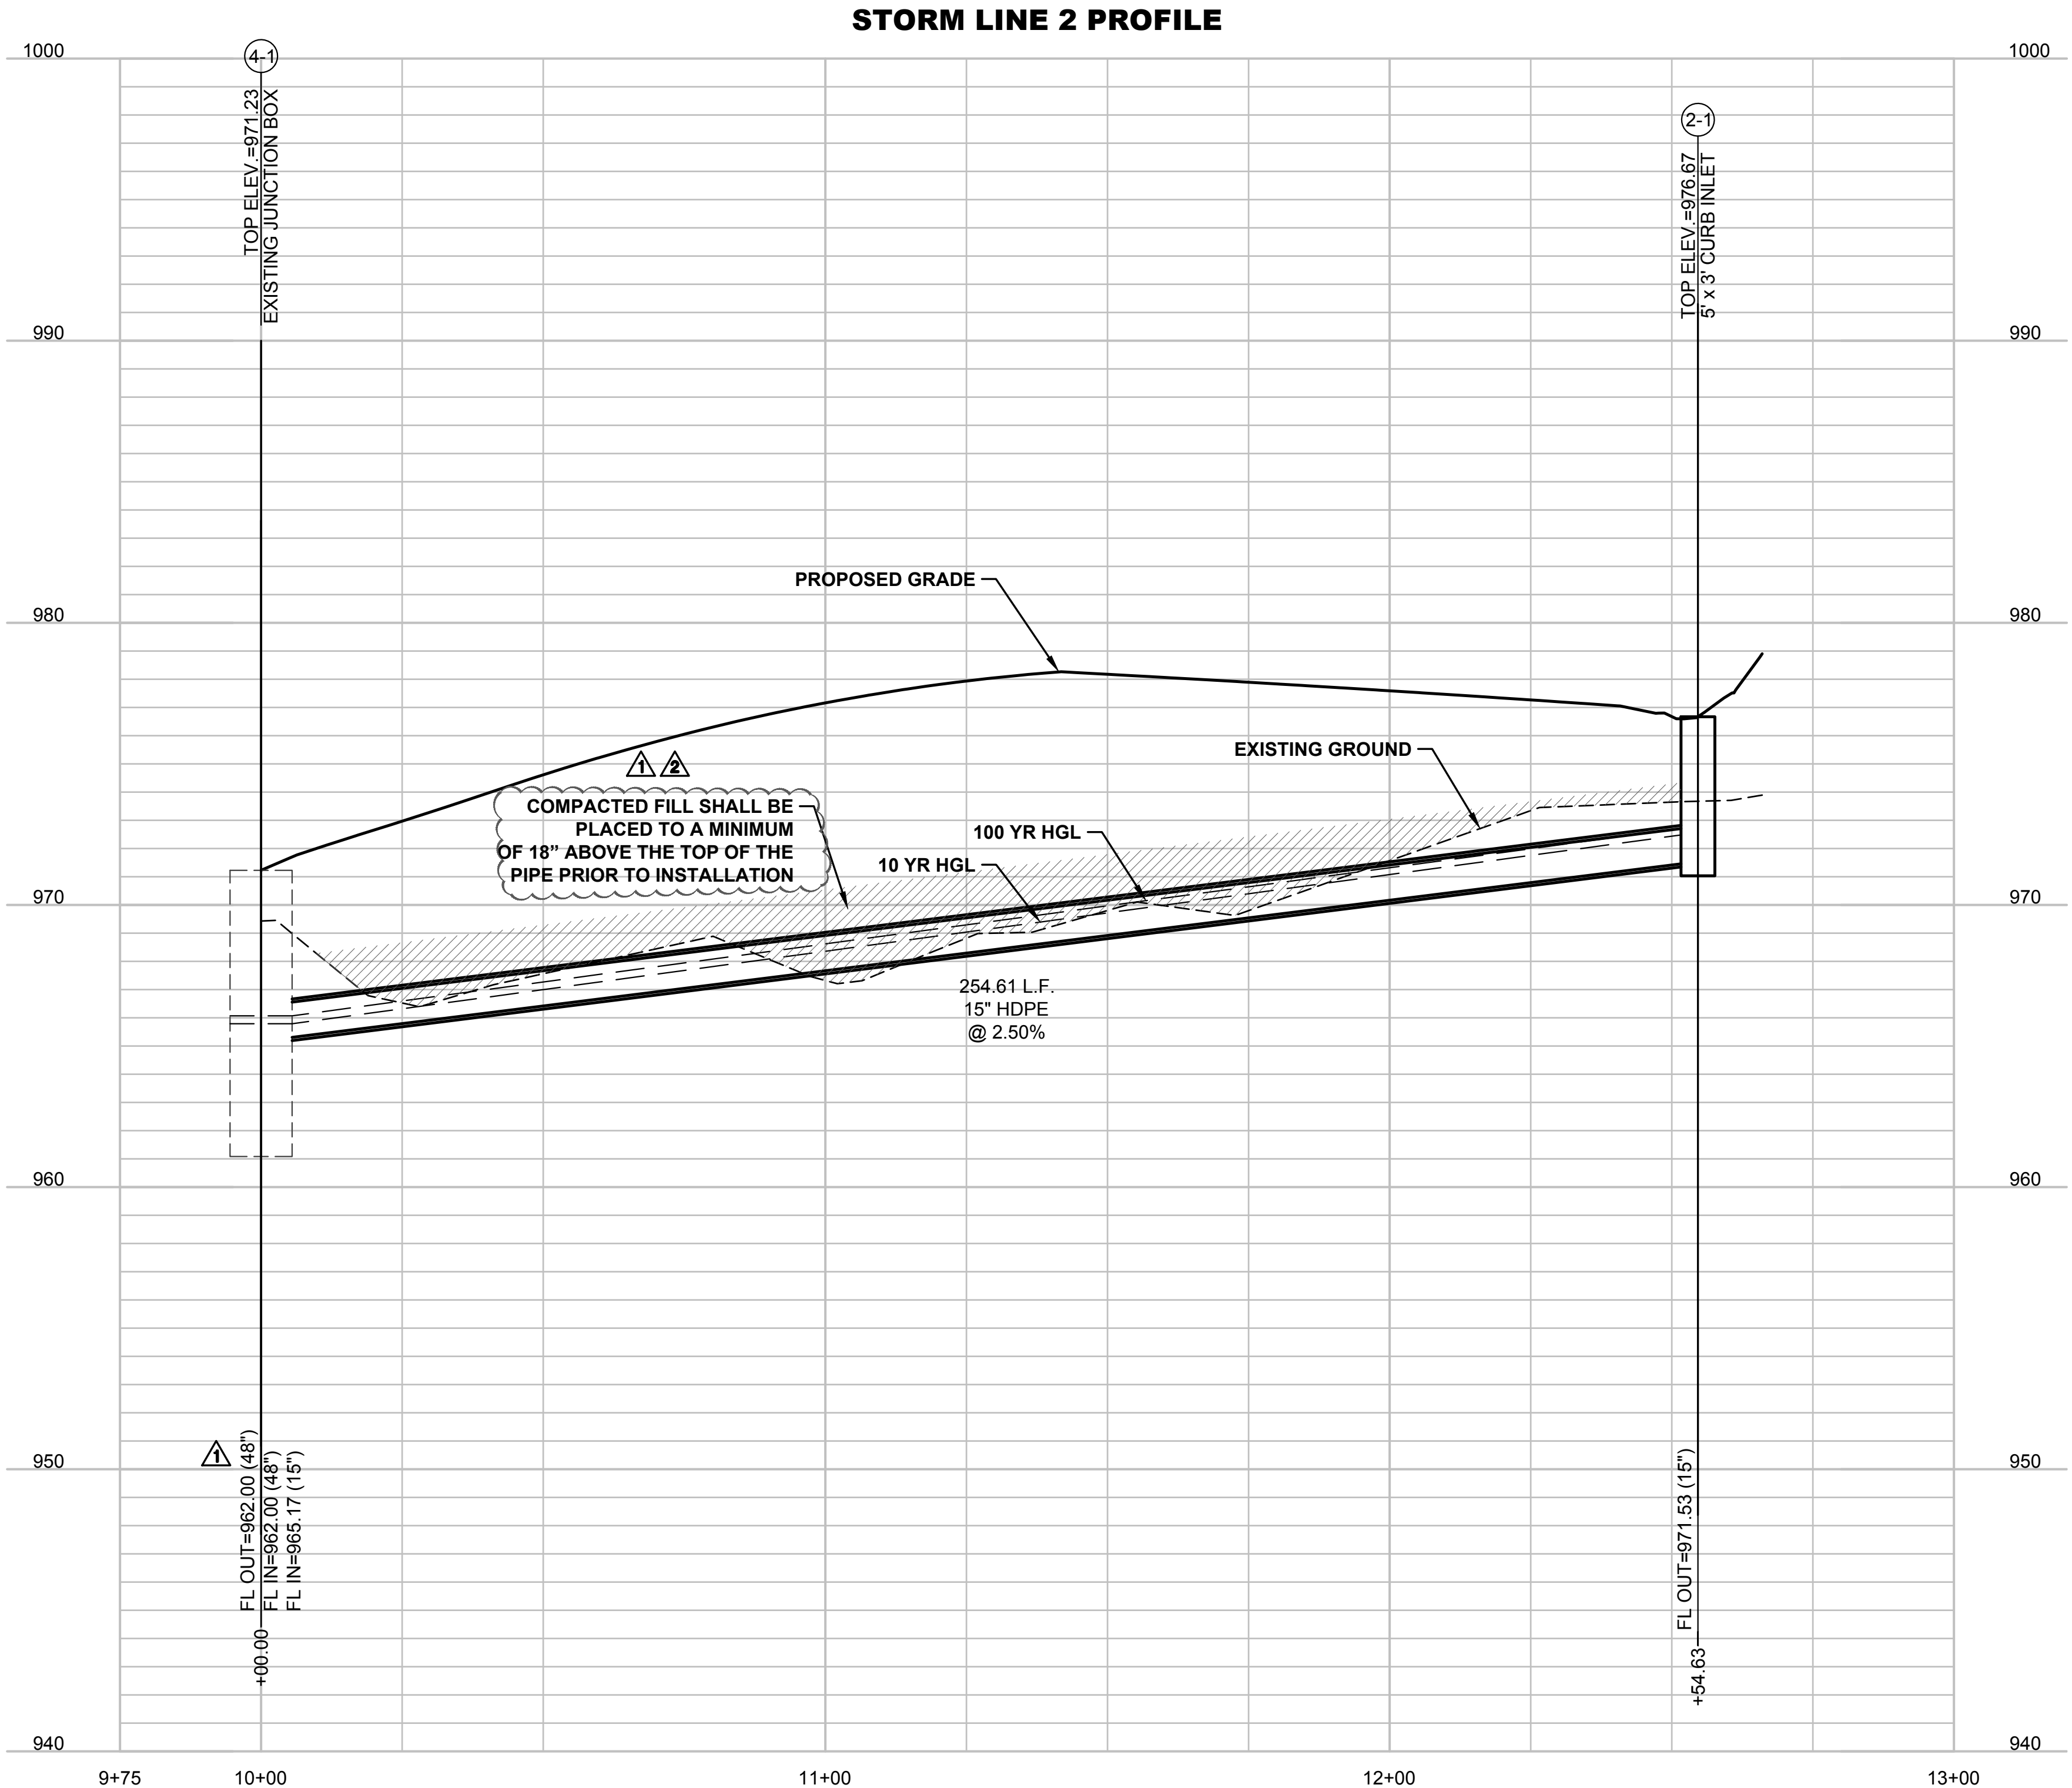 STORM LINE 2 PROFILE
1000
1000
4-1
TOP ELEV.=971.23
EXISTING JUNCTION BOX
2-1
TOP ELEV.=976.67
5' x 3' CURB INLET
990
990
980
980
PROPOSED GRADE
EXISTING GROUND
1
2
COMPACTED FILL SHALL BE
PLACED TO A MINIMUM
OF 18” ABOVE THE TOP OF THE
PIPE PRIOR TO INSTALLATION
100 YR HGL
10 YR HGL
970
970
254.61 L.F.
15" HDPE
@ 2.50%
960
960
950
950
1
FL OUT=962.00 (48")
FL IN=962.00 (48")
FL IN=965.17 (15")
+00.00
FL OUT=971.53 (15")
+54.63
940
940
9+75
10+00
11+00
12+00
13+00